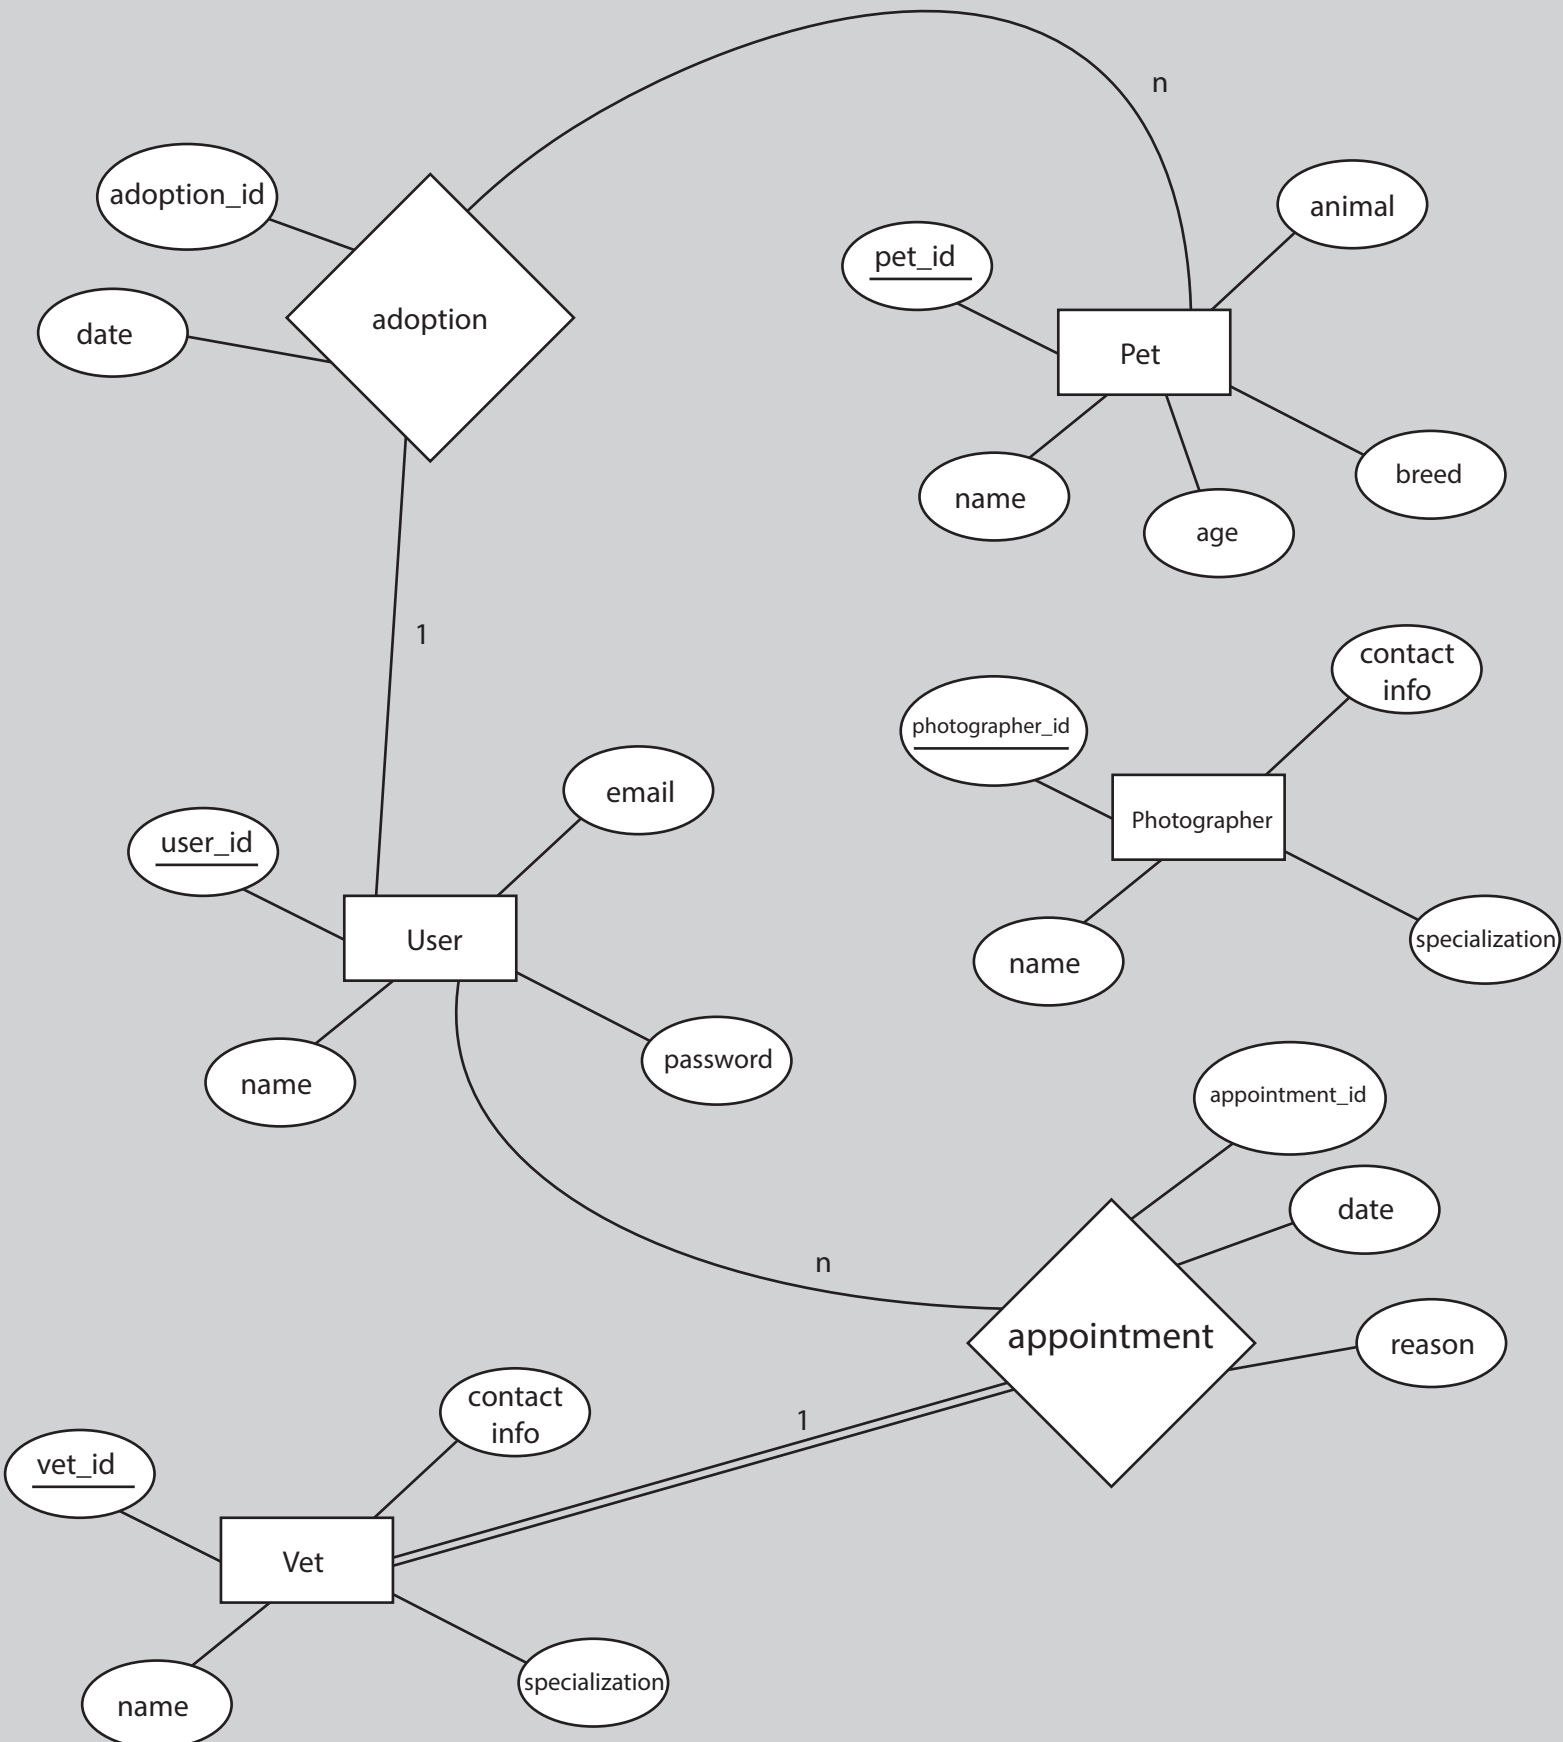 n
adoption_id
animal
pet_id
adoption
date
Pet
name
age
breed
1
contact
info
photographer_id
email
Photographer
user_id
User
specialization
name
password
name
appointment_id
date
n
appointment
reason
contact
info
1
vet_id
Vet
specialization
name